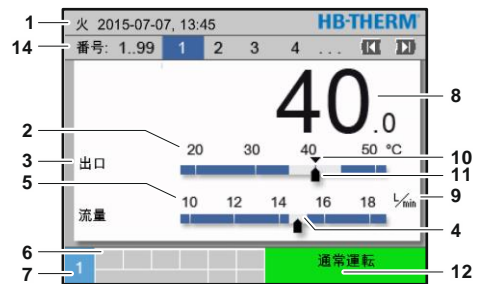 1 火 2015-07-07, 13:45 HB-THERM
14 番号: 1..99 1 2 3 4 ...
40.0 8
2 20 30 40 50 °C 10
3 出口 11
5 10 12 14 16 18 L/min 9
流量 4
6 通常運転
7 1 12